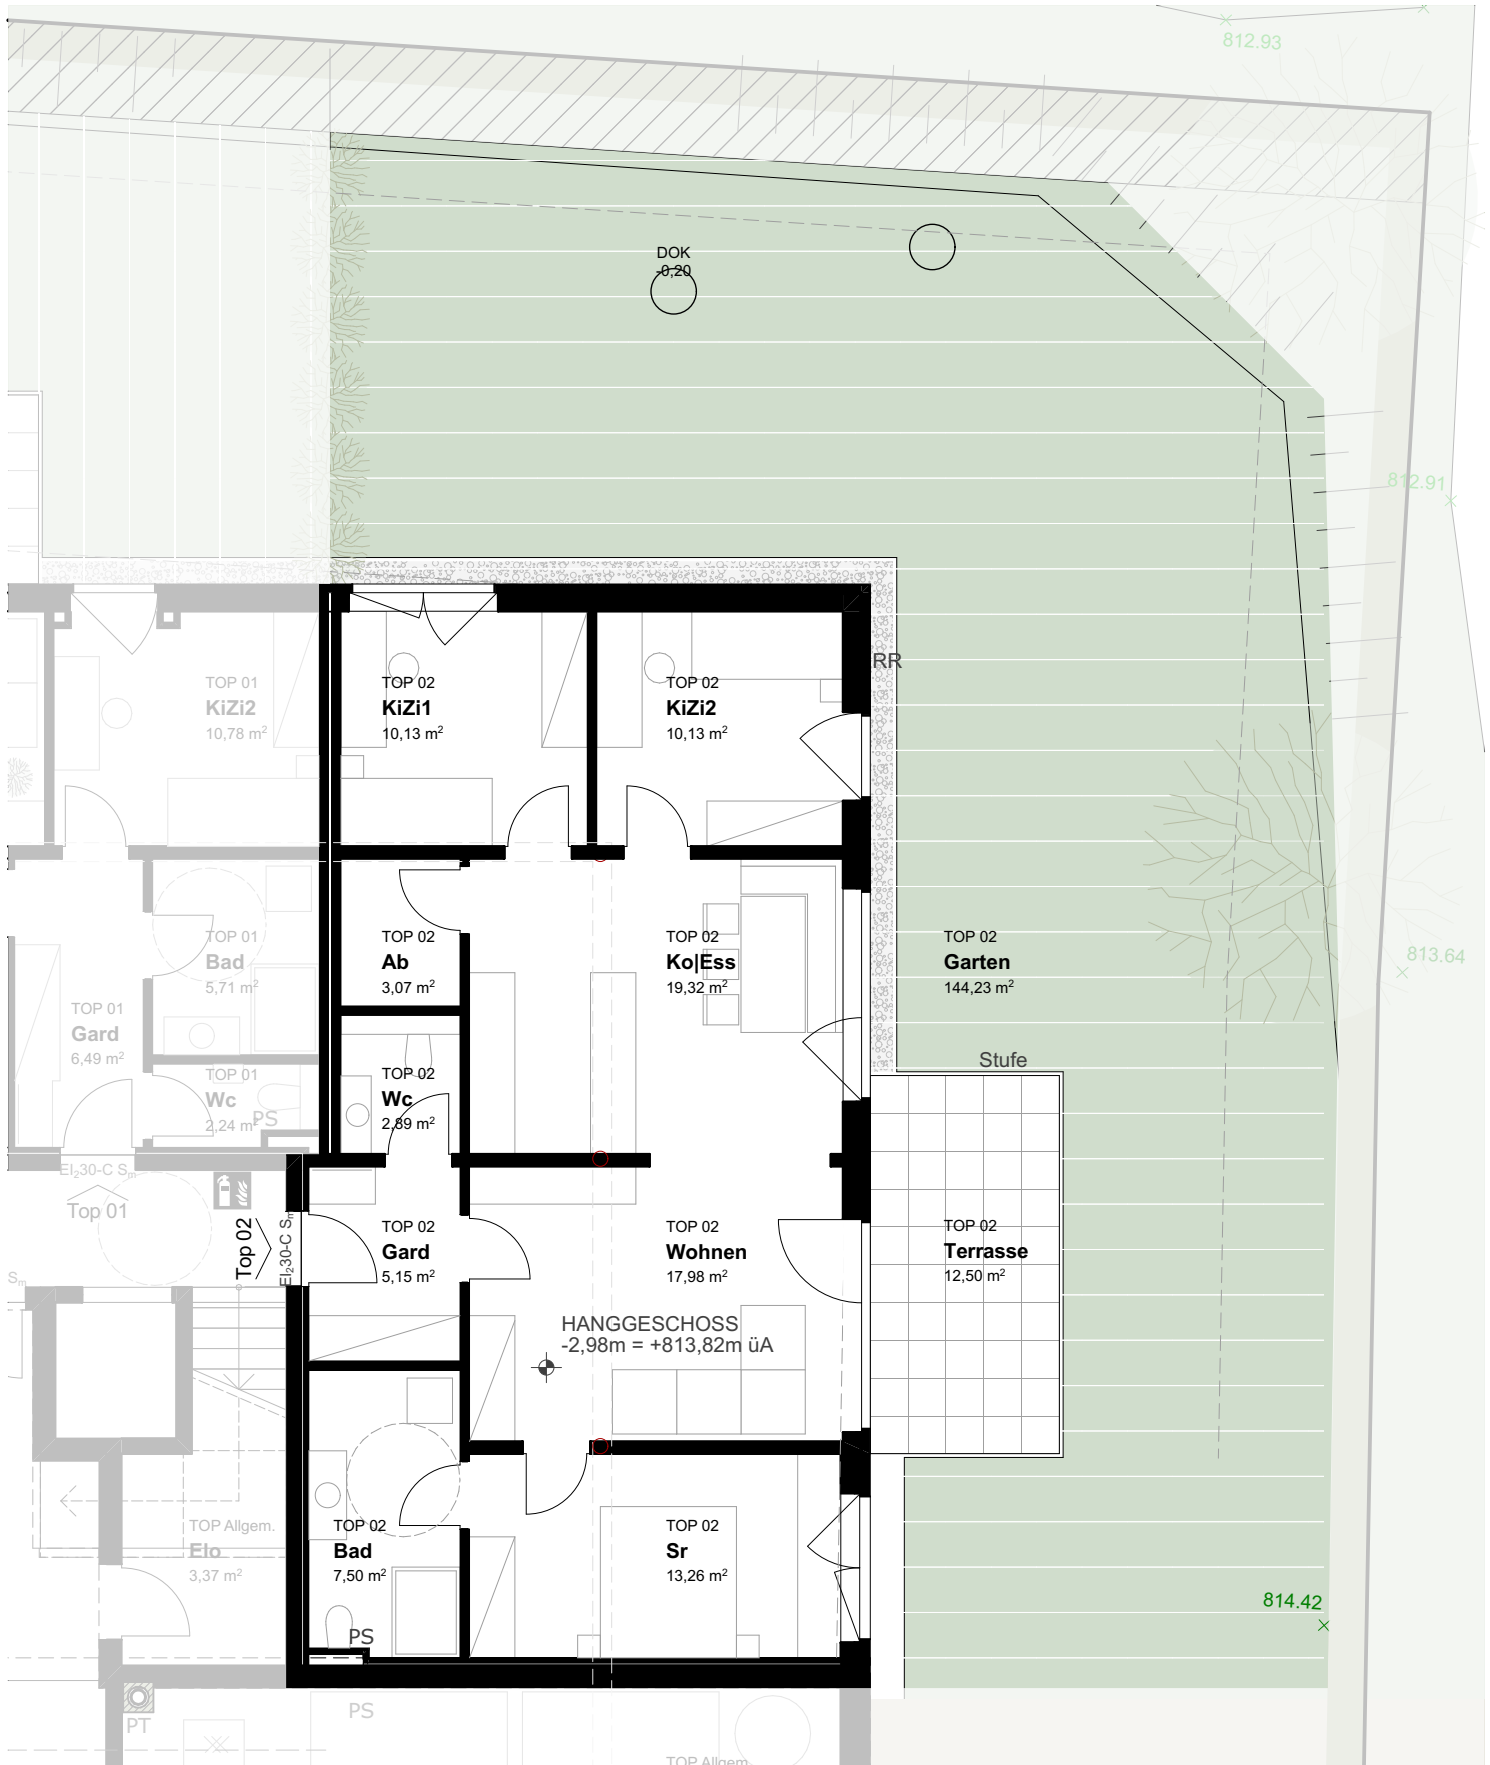 812.93
DOK
-0,20
812.91
RR
TOP 01
KiZi2
10,78 m²
TOP 02
KiZi1
10,13 m²
TOP 02
KiZi2
10,13 m²
TOP 01
Bad
5,71 m²
TOP 02
Ab
3,07 m²
TOP 02
Ko|Ess
19,32 m²
TOP 02
Garten
144,23 m²
813.64
TOP 01
Gard
6,49 m²
Stufe
TOP 01
Wc
2,24 m²
PS
TOP 02
Wc
2,89 m²
EI₂30-C Sₘ
Top 01
Top 02
EI₂30-C Sₘ
TOP 02
Gard
5,15 m²
TOP 02
Wohnen
17,98 m²
TOP 02
Terrasse
12,50 m²
Sₘ
HANGGESCHOSS
-2,98m = +813,82m üA
TOP Allgem.
Elo
3,37 m²
TOP 02
Bad
7,50 m²
TOP 02
Sr
13,26 m²
814.42
PS
PT
PS
TOP Allgem.